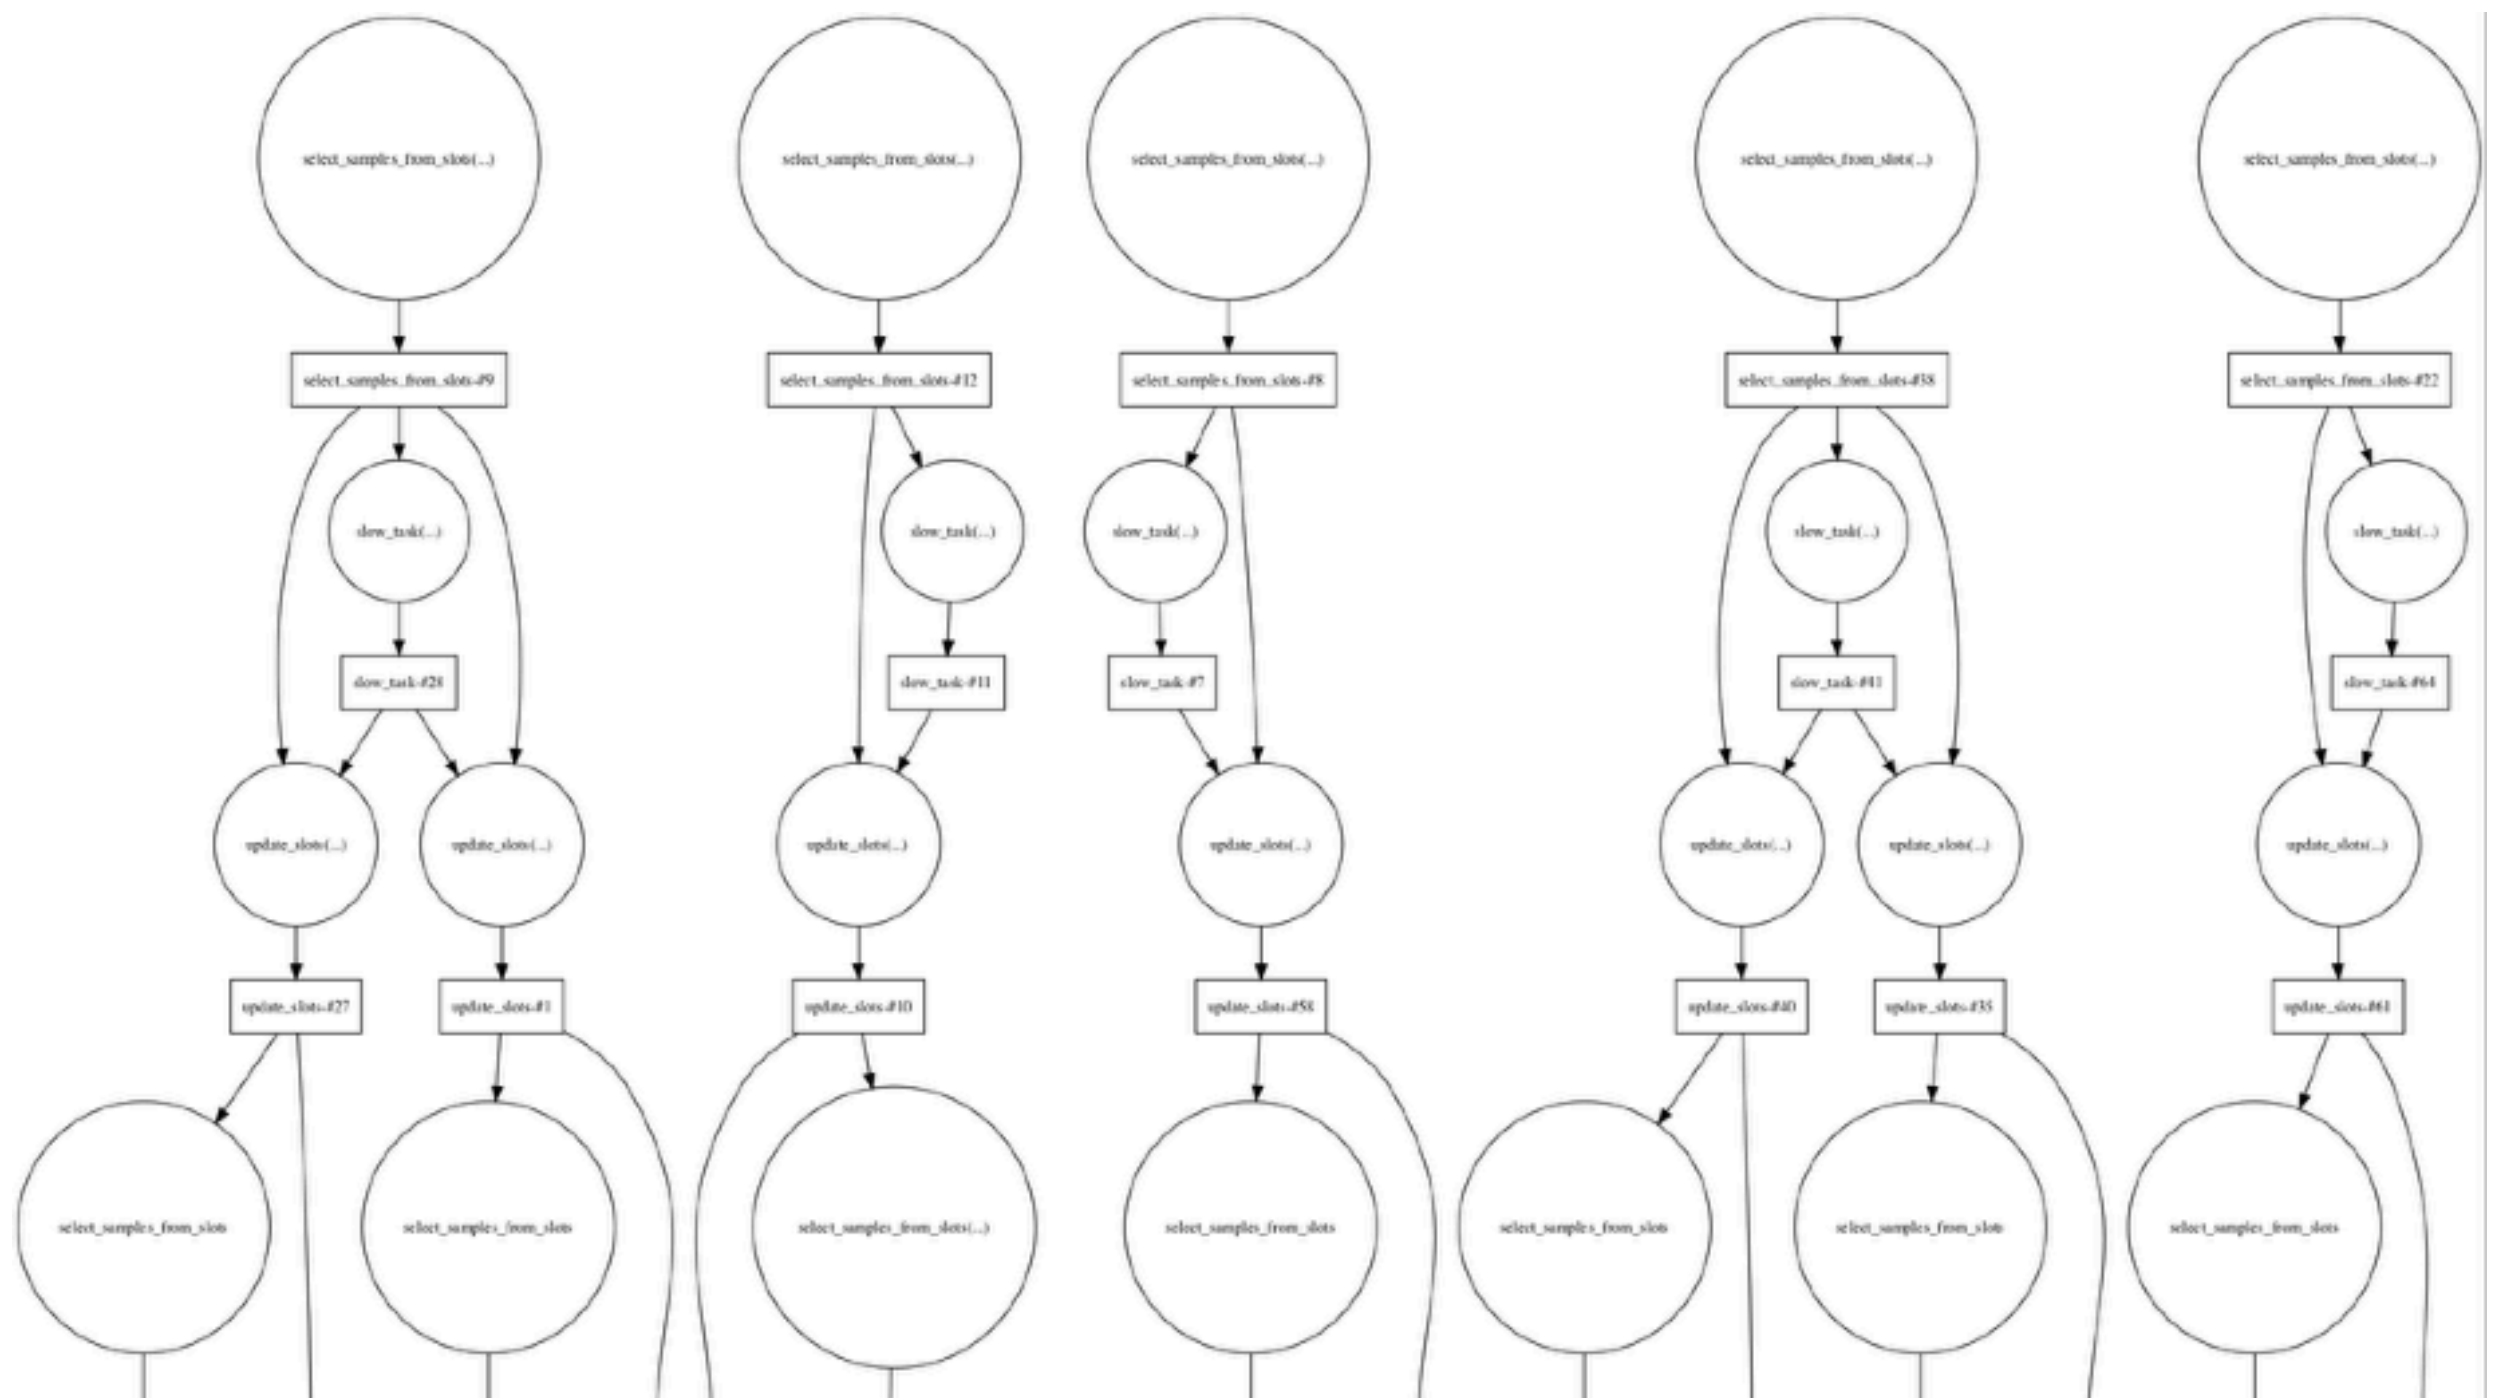 select_samples_from_slots(...)
select_samples_from_slots(...)
select_samples_from_slots(...)
select_samples_from_slots(...)
select_samples_from_slots(...)
select_samples_from_slots-#9
select_samples_from_slots-#12
select_samples_from_slots-#8
select_samples_from_slots-#38
select_samples_from_slots-#22
slow_task(...)
slow_task(...)
slow_task(...)
slow_task(...)
slow_task(...)
slow_task-#28
slow_task-#11
slow_task-#7
slow_task-#41
slow_task-#64
update_slots(...)
update_slots(...)
update_slots(...)
update_slots(...)
update_slots(...)
update_slots(...)
update_slots(...)
update_slots-#27
update_slots-#1
update_slots-#10
update_slots-#58
update_slots-#40
update_slots-#35
update_slots-#61
select_samples_from_slots
select_samples_from_slots
select_samples_from_slots(...)
select_samples_from_slots
select_samples_from_slots
select_samples_from_slots
select_samples_from_slots